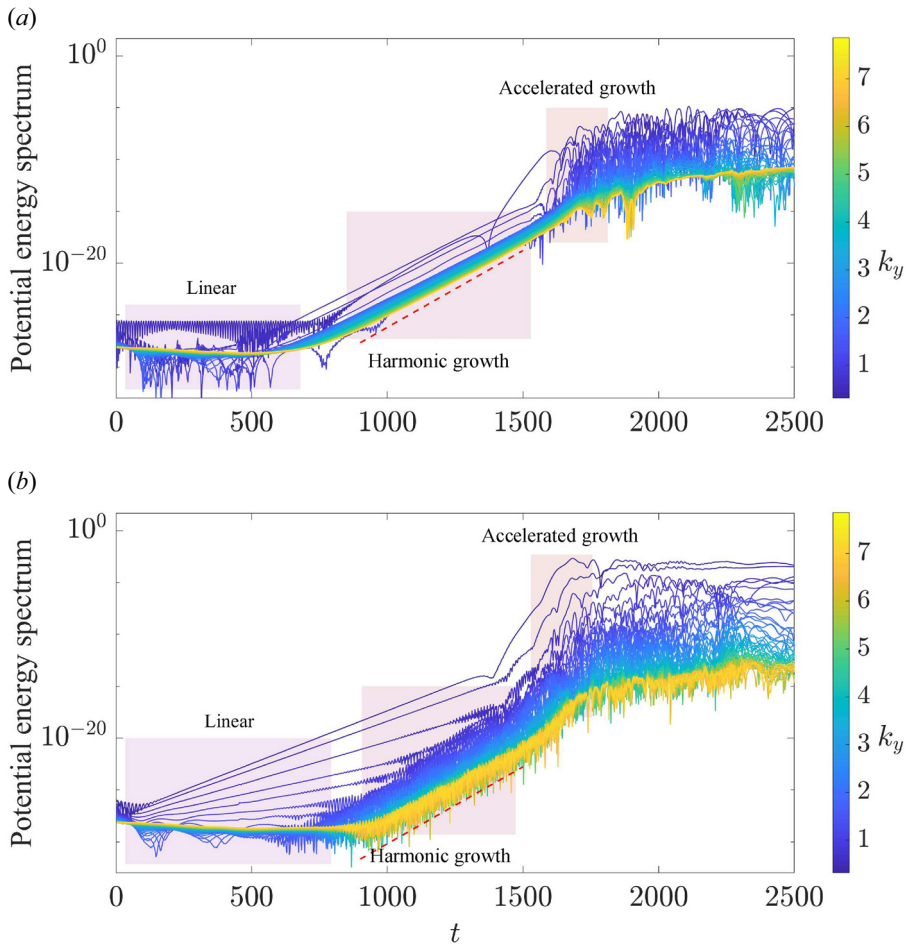 (a)
10^0
10^-20
Potential energy spectrum
Linear
Harmonic growth
Accelerated growth
0 500 1000 1500 2000 2500
7
6
5
4
3
2
1
k_y
(b)
10^0
10^-20
Potential energy spectrum
Linear
Harmonic growth
Accelerated growth
0 500 1000 1500 2000 2500
t
7
6
5
4
3
2
1
k_y